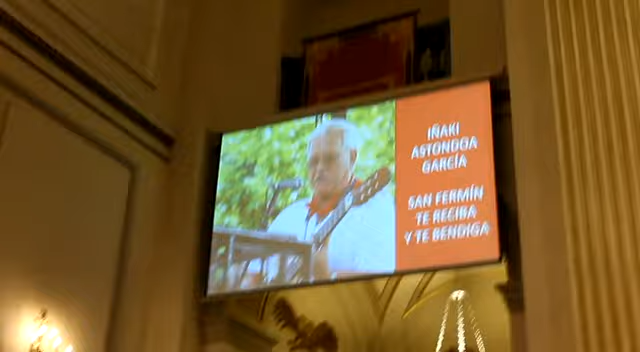 IÑAKI
ASTONDOA
GARCÍA
SAN FERMÍN
TE RECIBA
Y TE BENDIGA